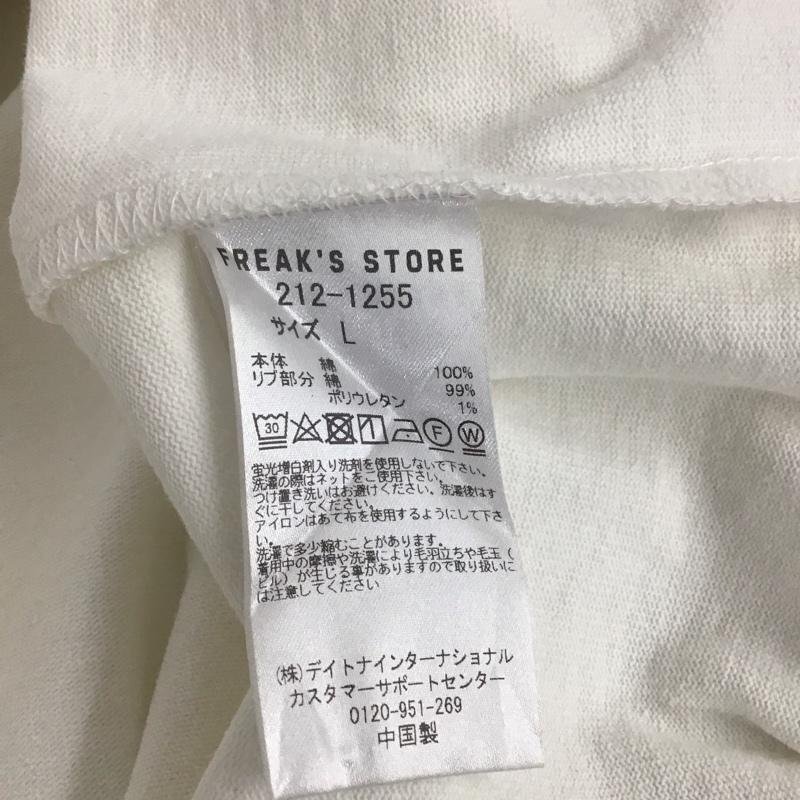 FREAK'S STORE
212-1255
サイズ L
本体 綿 100%
リブ部分 綿 99%
ポリウレタン 1%
30 F W
蛍光増白剤入り洗剤を使用しないで下さい。
洗濯の際はネットをご使用下さい。
つけ置き洗いはお避けください。洗濯後はす
ぐに干してください。
アイロンはあて布を使用するようにして下さ
い。
洗濯で多少縮むことがあります。
着用中の摩擦や洗濯により毛羽立ちや毛玉(
ピル)が生じる事がありますので取り扱いに
は注意してください
(株)デイトナインターナショナル
カスタマーサポートセンター
0120-951-269
中国製